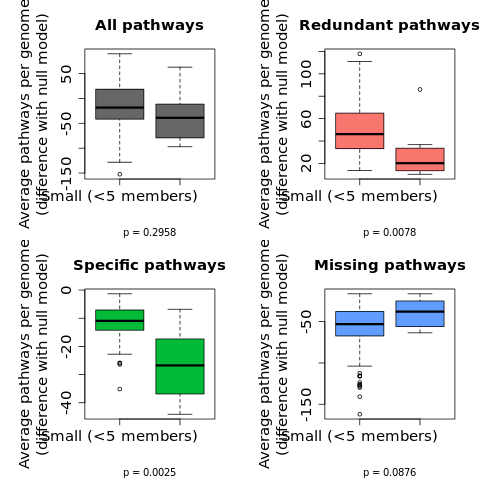 All pathways
Average pathways per genome
(difference with null model)
50
-50
-150
small (<5 members)
p = 0.2958
Redundant pathways
Average pathways per genome
(difference with null model)
100
60
20
small (<5 members)
p = 0.0078
Specific pathways
Average pathways per genome
(difference with null model)
0
-20
-40
small (<5 members)
p = 0.0025
Missing pathways
Average pathways per genome
(difference with null model)
-50
-150
small (<5 members)
p = 0.0876